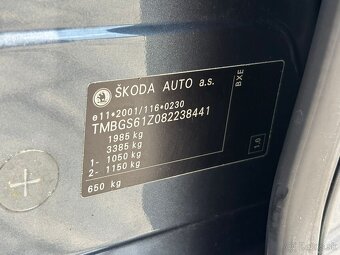 ŠKODA AUTO a.s.
e11*2001/116*0230
TMBGS61Z082238441
1985 kg
3385 kg
1- 1050 kg
2- 1150 kg
650 kg
BXE
1.0